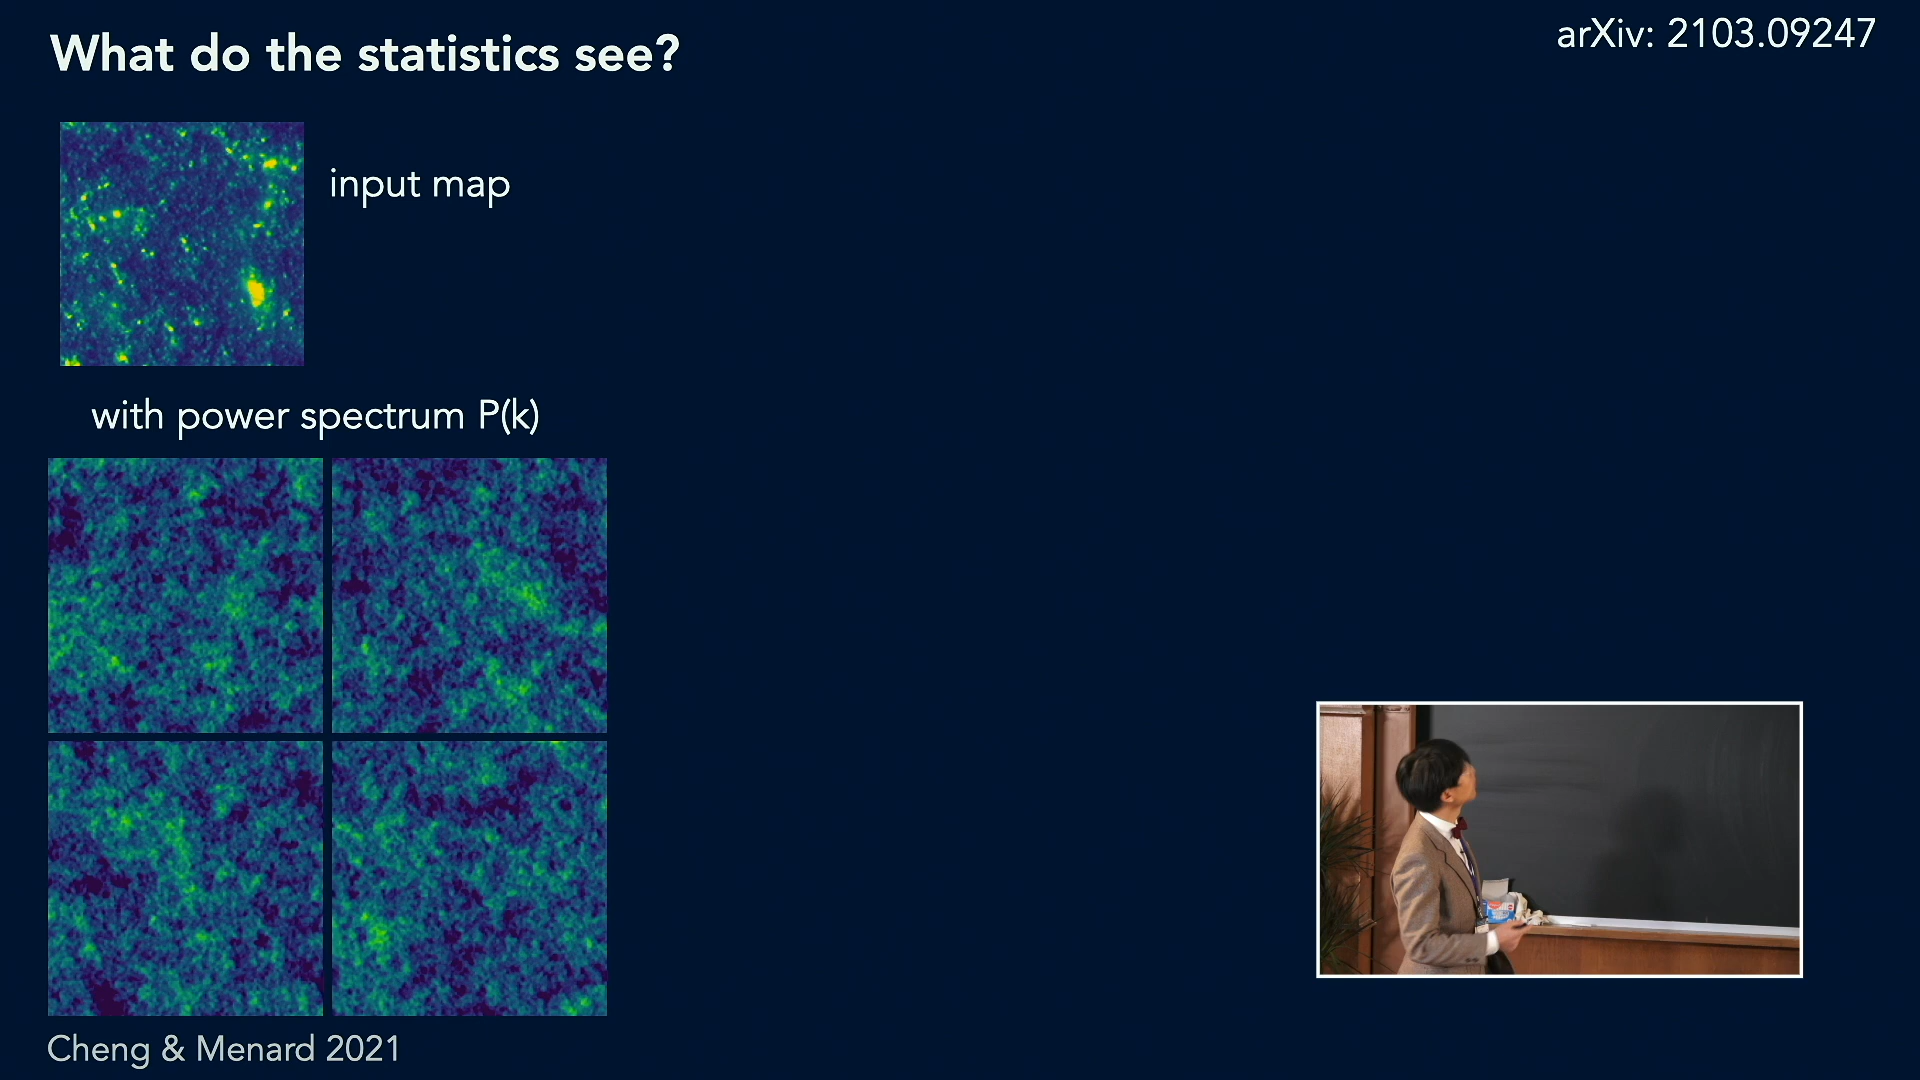 What do the statistics see?
arXiv: 2103.09247
input map
with power spectrum P(k)
Cheng & Menard 2021